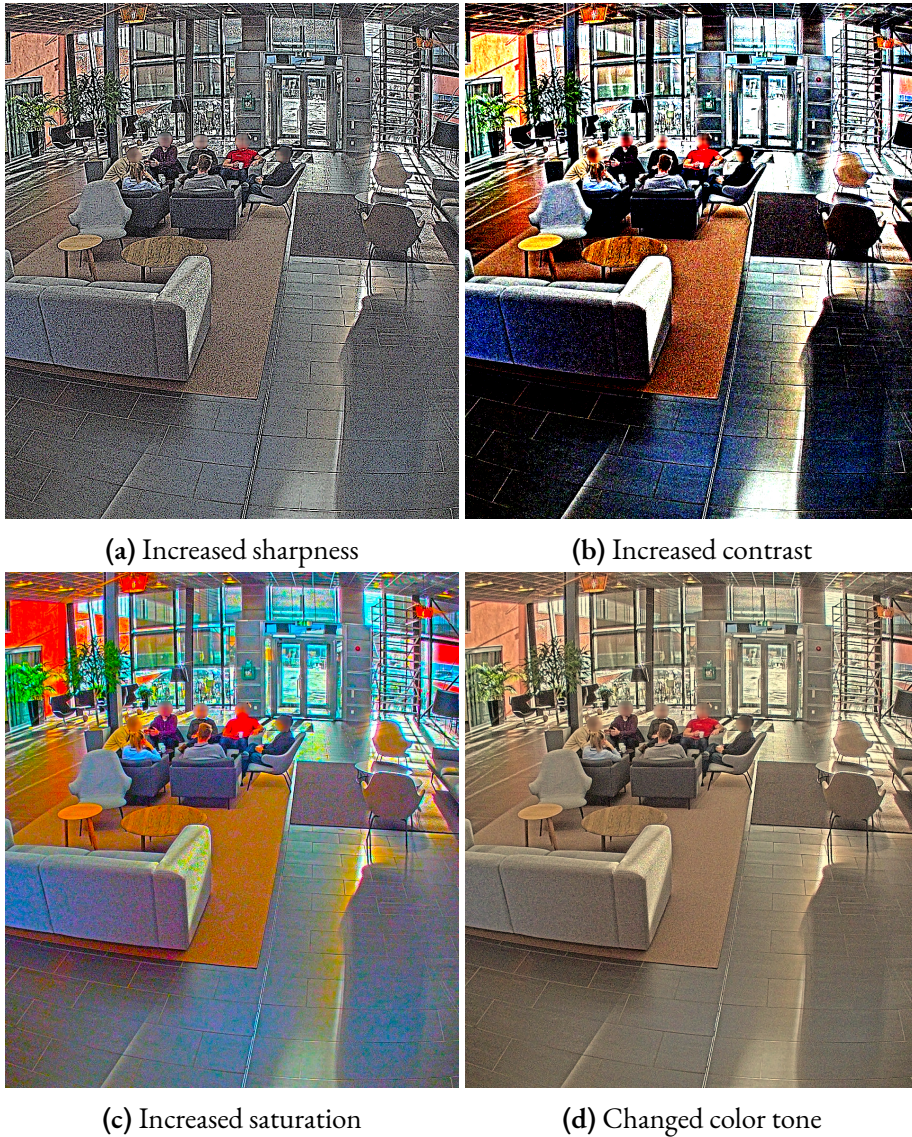 (a) Increased sharpness
(b) Increased contrast
(c) Increased saturation
(d) Changed color tone